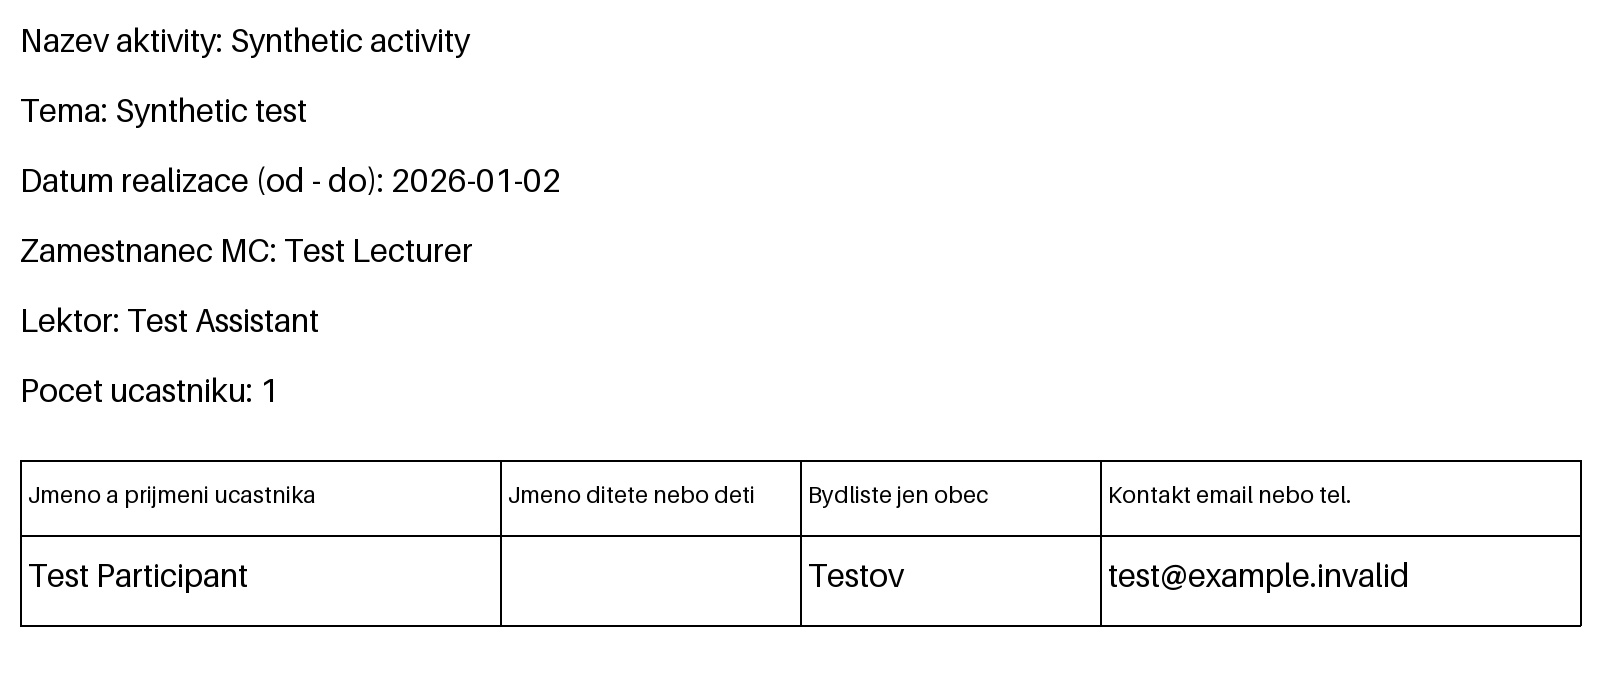 Nazev aktivity: Synthetic activity
Tema: Synthetic test
Datum realizace (od - do): 2026-01-02
Zamestnanec MC: Test Lecturer
Lektor: Test Assistant
Pocet ucastniku: 1
Jmeno a prijmeni ucastnika Jmeno ditete nebo deti Bydliste jen obec Kontakt email nebo tel.
Test Participant Testov test@example.invalid